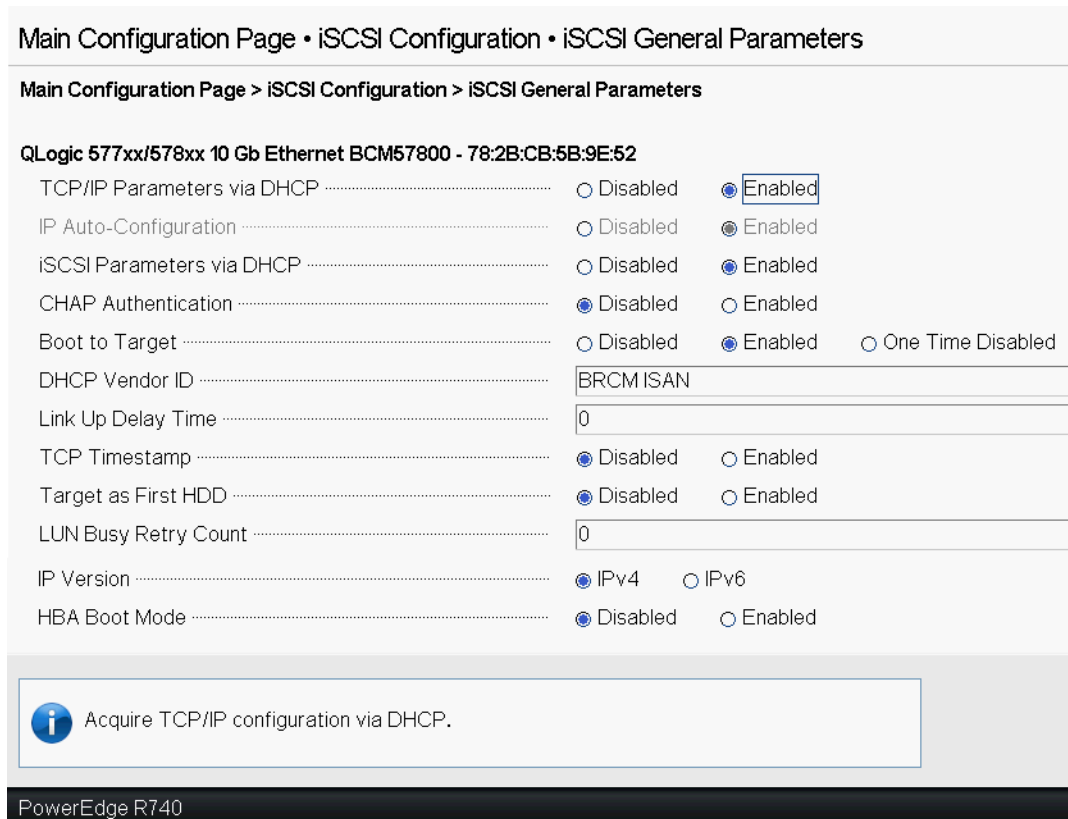 Main Configuration Page • iSCSI Configuration • iSCSI General Parameters
Main Configuration Page > iSCSI Configuration > iSCSI General Parameters
QLogic 577xx/578xx 10 Gb Ethernet BCM57800 - 78:2B:CB:5B:9E:52
TCP/IP Parameters via DHCP Disabled Enabled
IP Auto-Configuration Disabled Enabled
iSCSI Parameters via DHCP Disabled Enabled
CHAP Authentication Disabled Enabled
Boot to Target Disabled Enabled One Time Disabled
DHCP Vendor ID BRCM ISAN
Link Up Delay Time 0
TCP Timestamp Disabled Enabled
Target as First HDD Disabled Enabled
LUN Busy Retry Count 0
IP Version IPv4 IPv6
HBA Boot Mode Disabled Enabled
Acquire TCP/IP configuration via DHCP.
PowerEdge R740